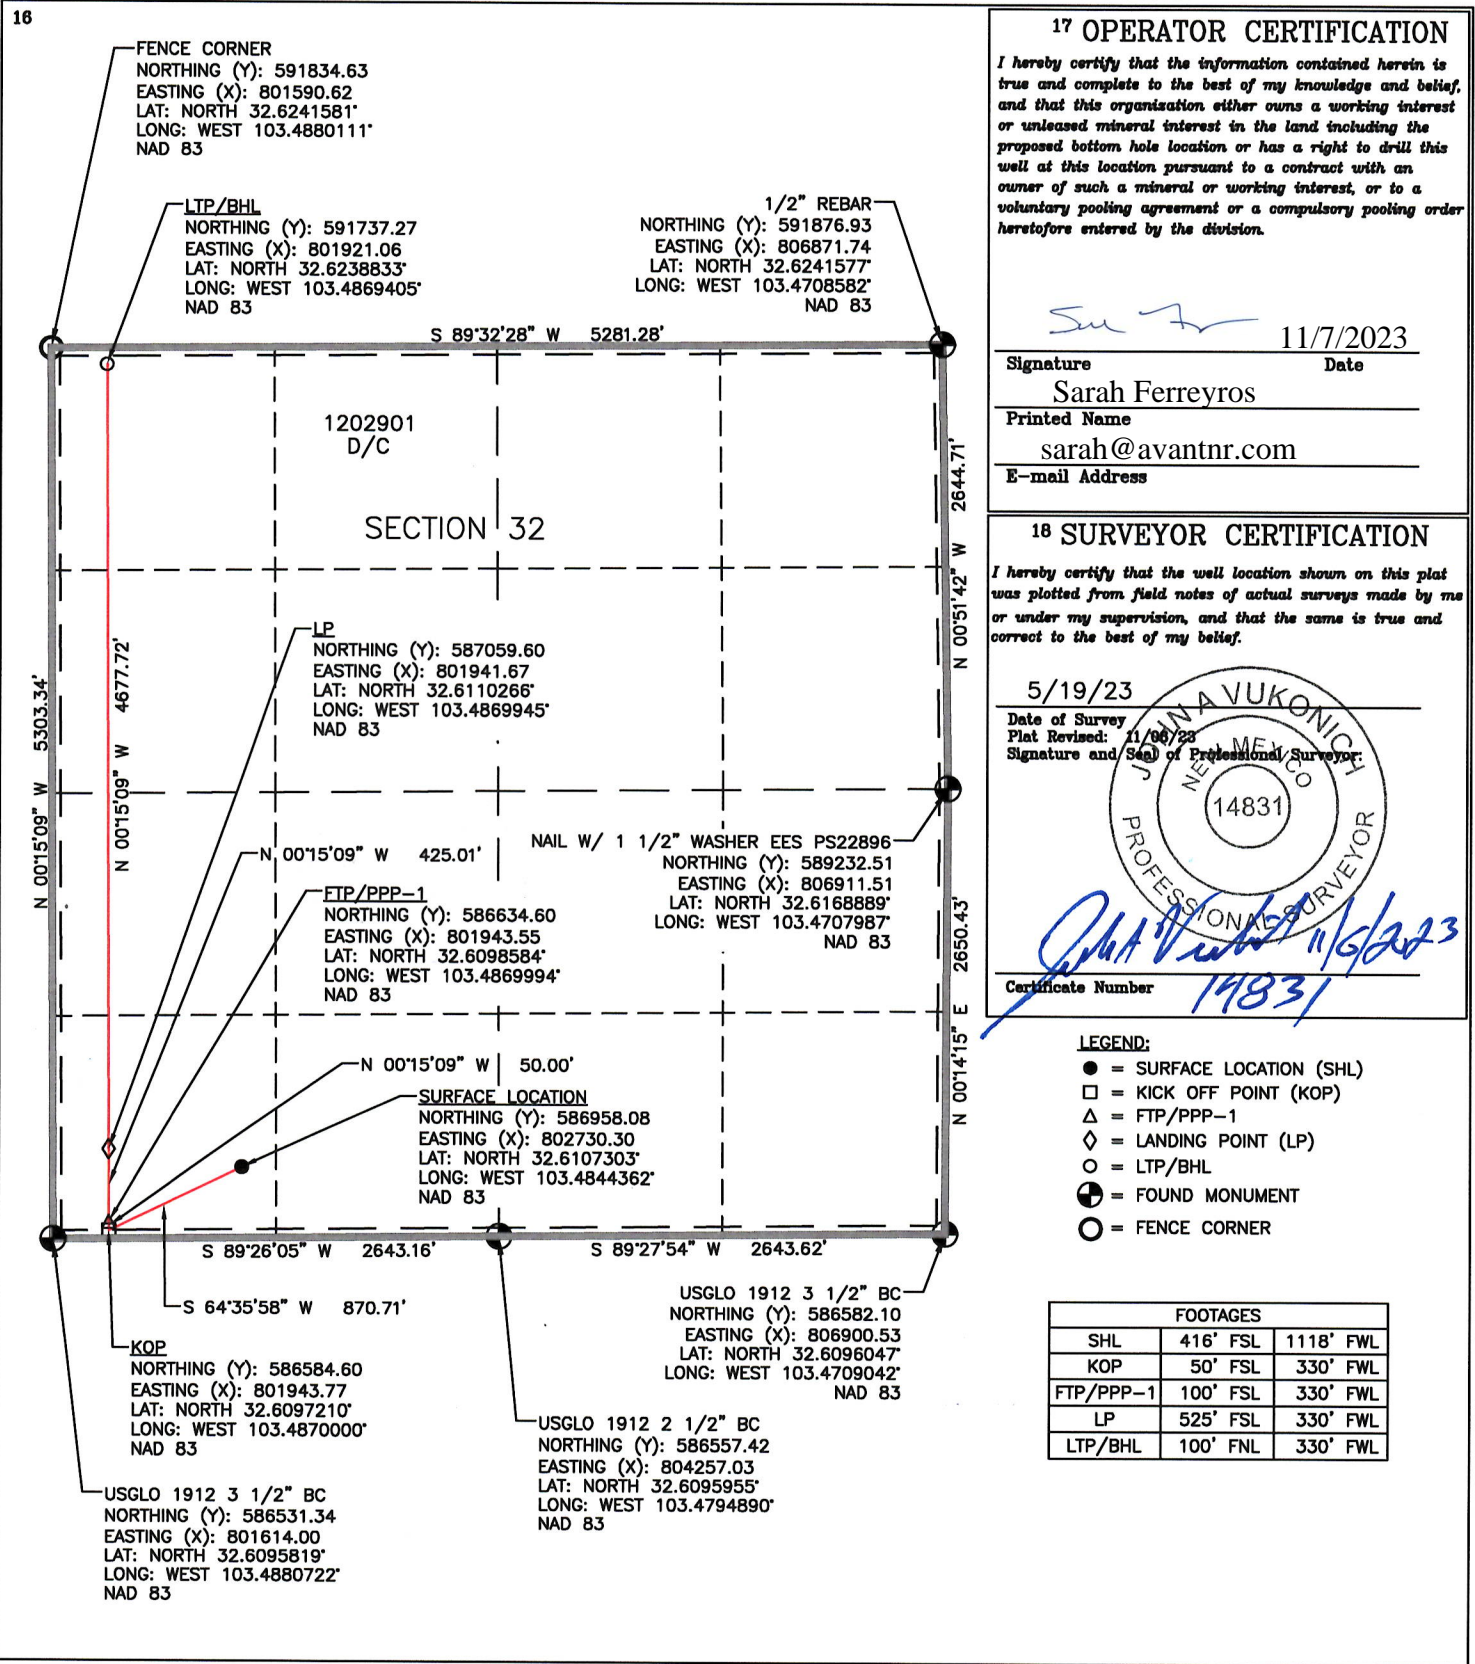 16
FENCE CORNER
NORTHING (Y): 591834.63
EASTING (X): 801590.62
LAT: NORTH 32.6241581°
LONG: WEST 103.4880111°
NAD 83
LTP/BHL
NORTHING (Y): 591737.27
EASTING (X): 801921.06
LAT: NORTH 32.6238833°
LONG: WEST 103.4869405°
NAD 83
1/2" REBAR
NORTHING (Y): 591876.93
EASTING (X): 806871.74
LAT: NORTH 32.6241577°
LONG: WEST 103.4708582°
NAD 83
S 89°32'28" W 5281.28'
1202901
D/C
SECTION 32
N 00°51'42" W 2644.71'
LP
NORTHING (Y): 587059.60
EASTING (X): 801941.67
LAT: NORTH 32.6110266°
LONG: WEST 103.4869945°
NAD 83
N 00°15'09" W 5303.34'
N 00°15'09" W 4677.72'
N 00°15'09" W 425.01'
NAIL W/ 1 1/2" WASHER EES PS22896
NORTHING (Y): 589232.51
EASTING (X): 806911.51
LAT: NORTH 32.6168889°
LONG: WEST 103.4707987°
NAD 83
FTP/PPP-1
NORTHING (Y): 586634.60
EASTING (X): 801943.55
LAT: NORTH 32.6098584°
LONG: WEST 103.4869994°
NAD 83
N 00°14'15" E 2650.43'
N 00°15'09" W 50.00'
SURFACE LOCATION
NORTHING (Y): 586958.08
EASTING (X): 802730.30
LAT: NORTH 32.6107303°
LONG: WEST 103.4844362°
NAD 83
S 89°26'05" W 2643.16'
S 89°27'54" W 2643.62'
S 64°35'58" W 870.71'
KOP
NORTHING (Y): 586584.60
EASTING (X): 801943.77
LAT: NORTH 32.6097210°
LONG: WEST 103.4870000°
NAD 83
USGLO 1912 3 1/2" BC
NORTHING (Y): 586582.10
EASTING (X): 806900.53
LAT: NORTH 32.6096047°
LONG: WEST 103.4709042°
NAD 83
USGLO 1912 2 1/2" BC
NORTHING (Y): 586557.42
EASTING (X): 804257.03
LAT: NORTH 32.6095955°
LONG: WEST 103.4794890°
NAD 83
USGLO 1912 3 1/2" BC
NORTHING (Y): 586531.34
EASTING (X): 801614.00
LAT: NORTH 32.6095819°
LONG: WEST 103.4880722°
NAD 83
17 OPERATOR CERTIFICATION
I hereby certify that the information contained herein is
true and complete to the best of my knowledge and belief,
and that this organization either owns a working interest
or unleased mineral interest in the land including the
proposed bottom hole location or has a right to drill this
well at this location pursuant to a contract with an
owner of such a mineral or working interest, or to a
voluntary pooling agreement or a compulsory pooling order
heretofore entered by the division.
11/7/2023
Signature Date
Sarah Ferreyros
Printed Name
sarah@avantnr.com
E-mail Address
18 SURVEYOR CERTIFICATION
I hereby certify that the well location shown on this plat
was plotted from field notes of actual surveys made by me
or under my supervision, and that the same is true and
correct to the best of my belief.
5/19/23
Date of Survey
Plat Revised: 11/06/23
Signature and Seal of Professional Surveyor:
JOHN A VUKONICH
NEW MEXICO
14831
PROFESSIONAL SURVEYOR
11/6/2023
Certificate Number 14831
LEGEND:
● = SURFACE LOCATION (SHL)
□ = KICK OFF POINT (KOP)
△ = FTP/PPP-1
◇ = LANDING POINT (LP)
○ = LTP/BHL
= FOUND MONUMENT
= FENCE CORNER
FOOTAGES
SHL 416' FSL 1118' FWL
KOP 50' FSL 330' FWL
FTP/PPP-1 100' FSL 330' FWL
LP 525' FSL 330' FWL
LTP/BHL 100' FNL 330' FWL